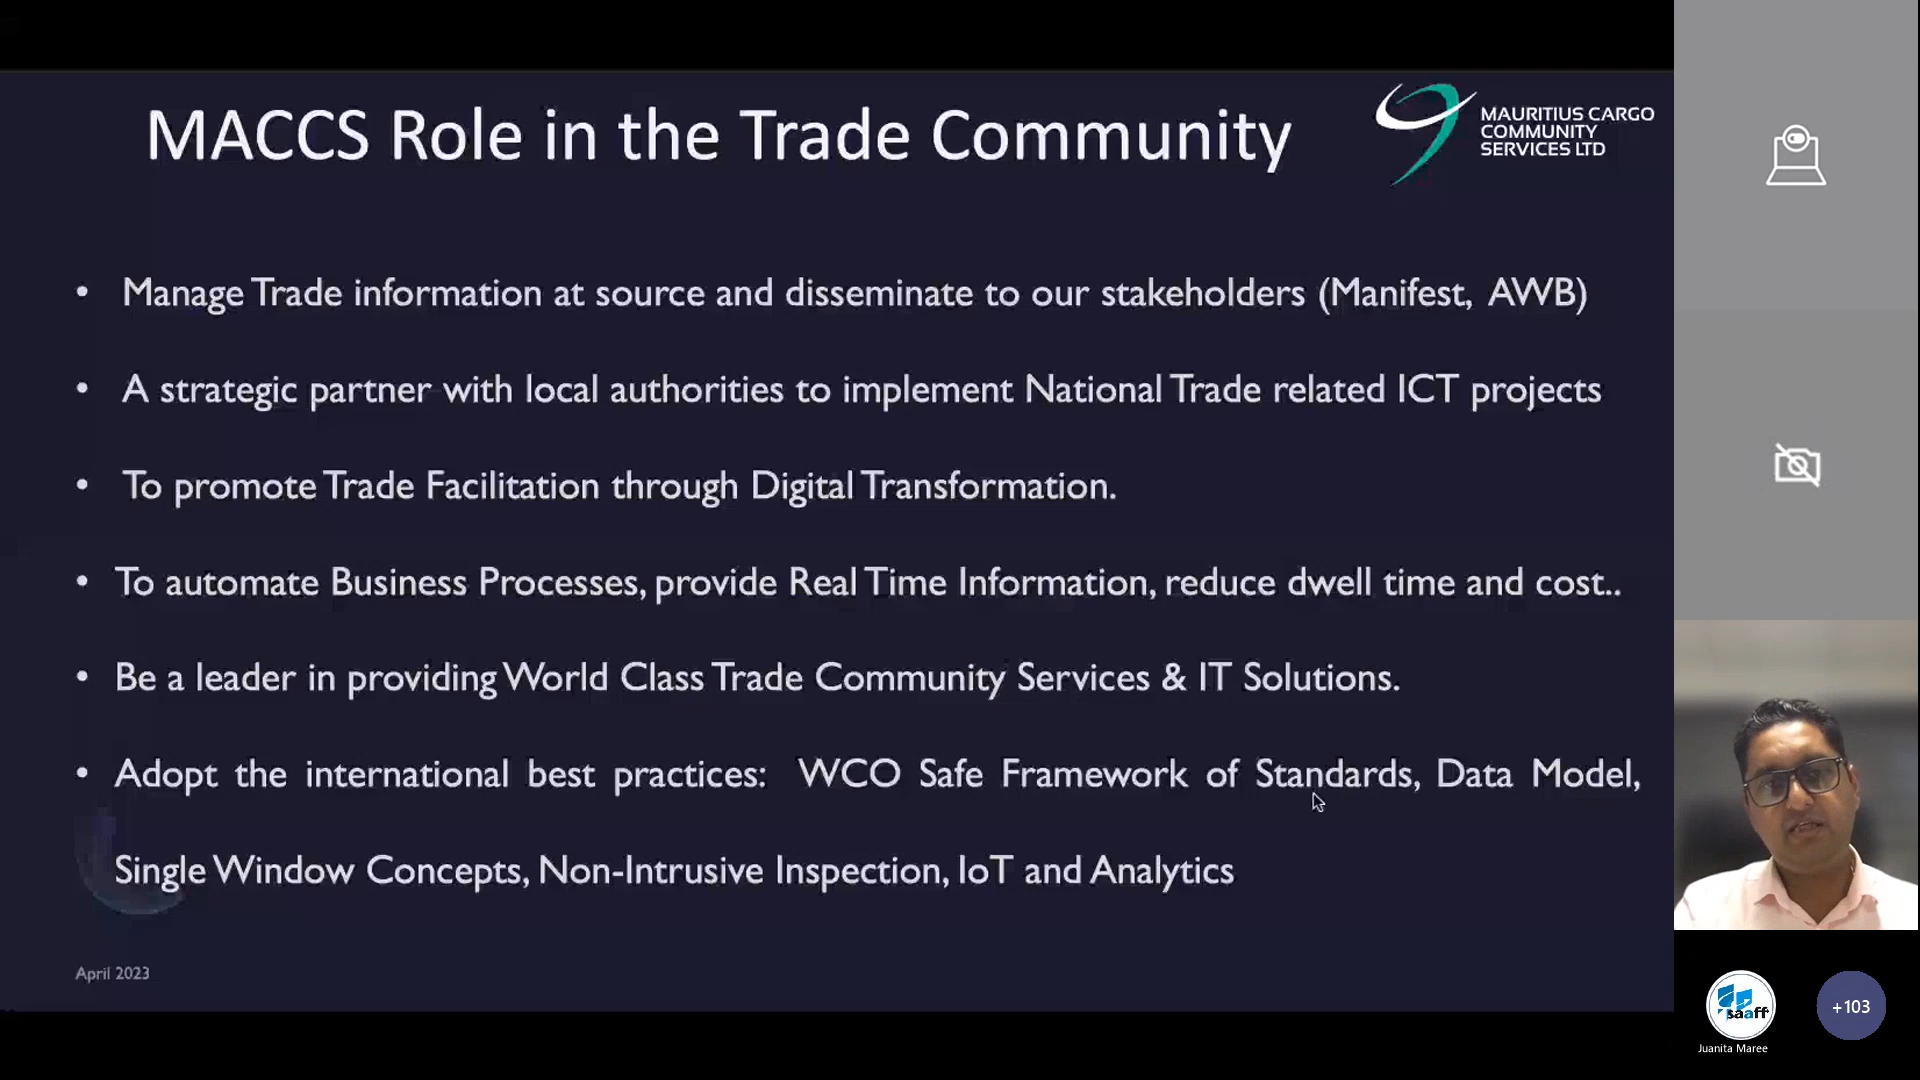 MACCS Role in the Trade Community
MAURITIUS CARGO
COMMUNITY
SERVICES LTD
• Manage Trade information at source and disseminate to our stakeholders (Manifest, AWB)
• A strategic partner with local authorities to implement National Trade related ICT projects
• To promote Trade Facilitation through Digital Transformation.
• To automate Business Processes, provide Real Time Information, reduce dwell time and cost..
• Be a leader in providing World Class Trade Community Services & IT Solutions.
• Adopt the international best practices: WCO Safe Framework of Standards, Data Model,
Single Window Concepts, Non-Intrusive Inspection, IoT and Analytics
April 2023
saaff
Juanita Maree
+103